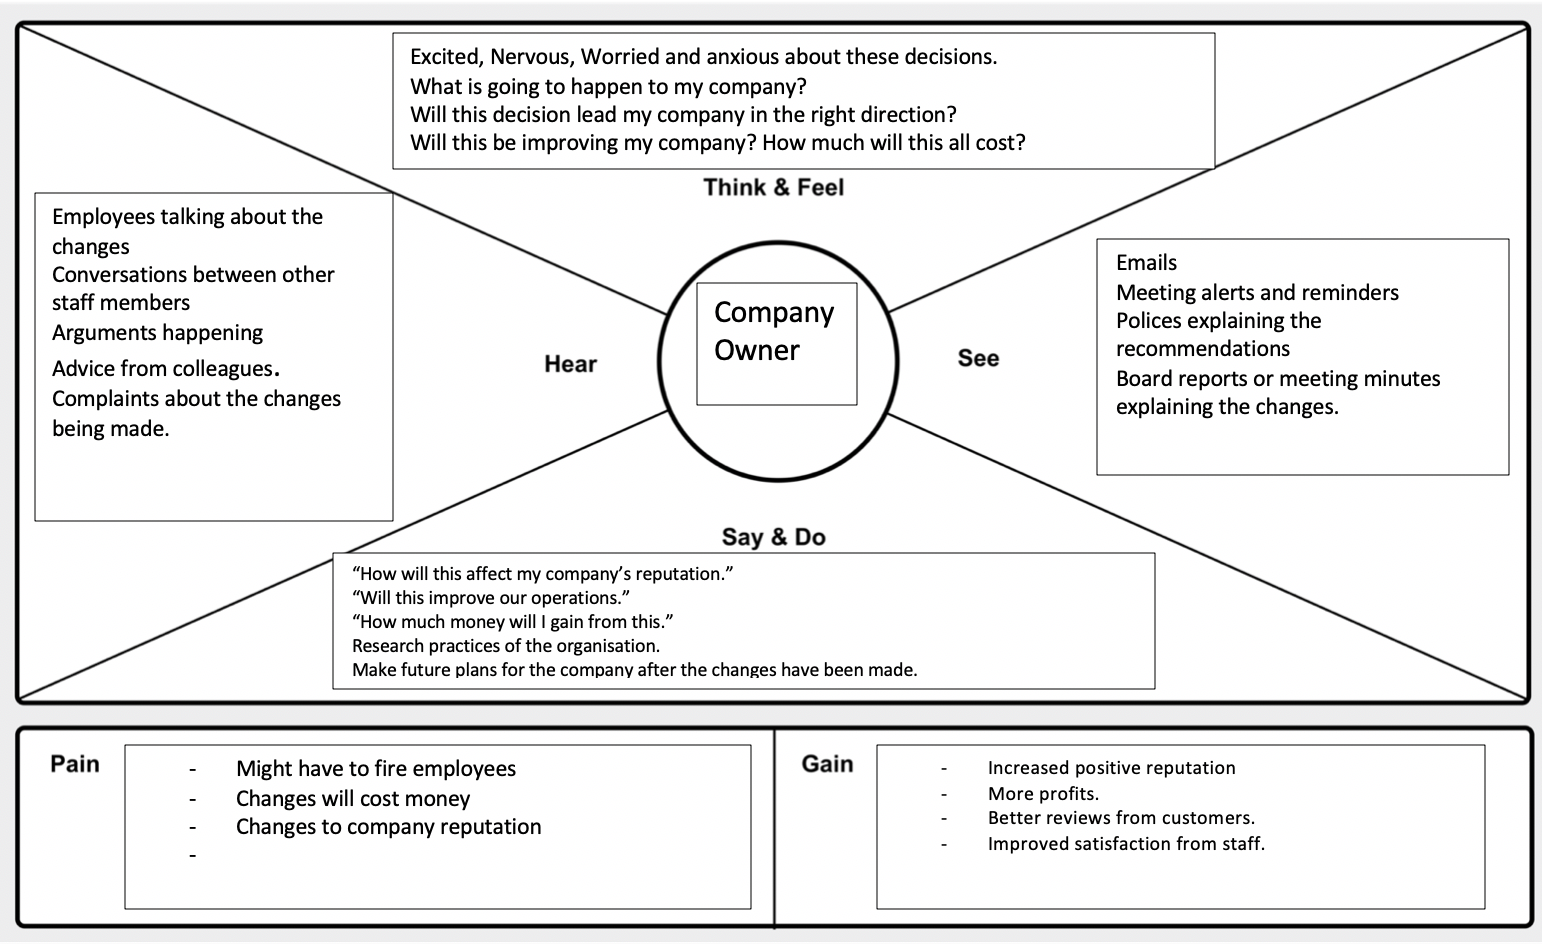 Excited, Nervous, Worried and anxious about these decisions.
What is going to happen to my company?
Will this decision lead my company in the right direction?
Will this be improving my company? How much will this all cost?
Think & Feel
Employees talking about the
changes
Conversations between other
staff members
Arguments happening
Advice from colleagues.
Complaints about the changes
being made.
Hear
Company
Owner
See
Emails
Meeting alerts and reminders
Polices explaining the
recommendations
Board reports or meeting minutes
explaining the changes.
Say & Do
“How will this affect my company’s reputation.”
“Will this improve our operations.”
“How much money will I gain from this.”
Research practices of the organisation.
Make future plans for the company after the changes have been made.
Pain
- Might have to fire employees
- Changes will cost money
- Changes to company reputation
-
Gain
- Increased positive reputation
- More profits.
- Better reviews from customers.
- Improved satisfaction from staff.